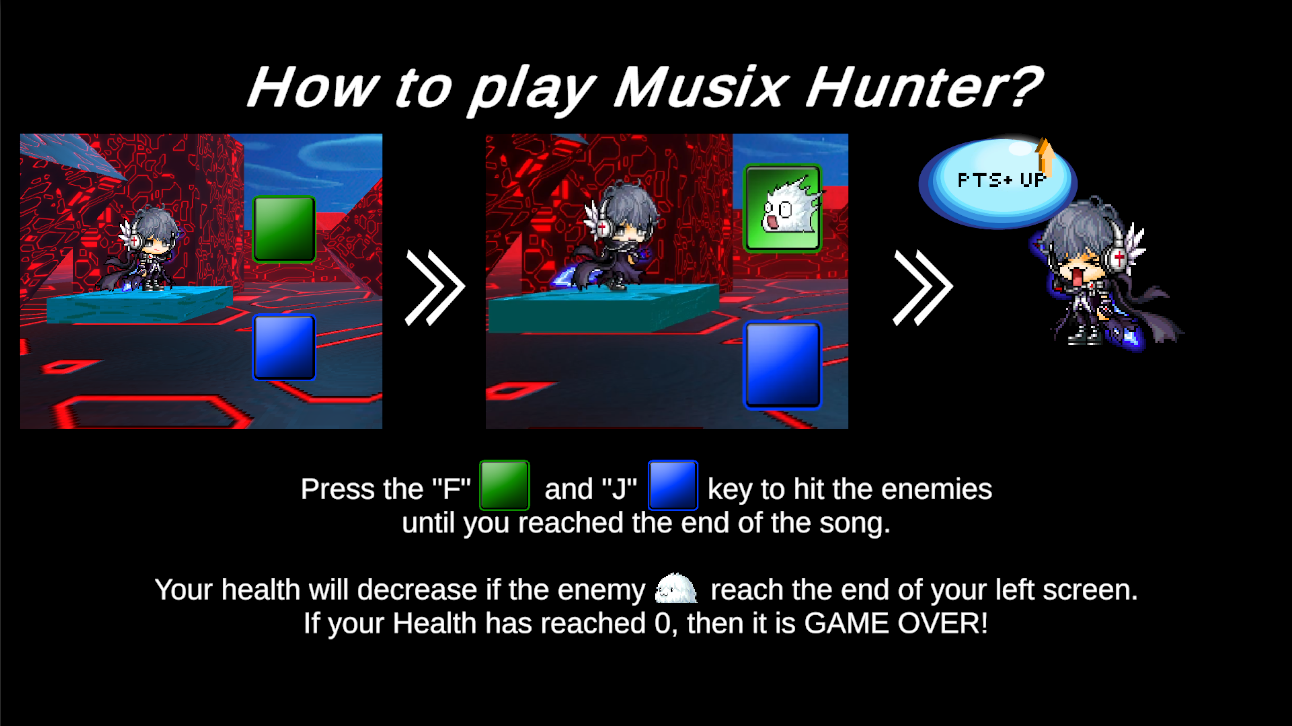 How to play Musix Hunter?
PTS+ UP
Press the "F" and "J" key to hit the enemies
until you reached the end of the song.
Your health will decrease if the enemy reach the end of your left screen.
If your Health has reached 0, then it is GAME OVER!